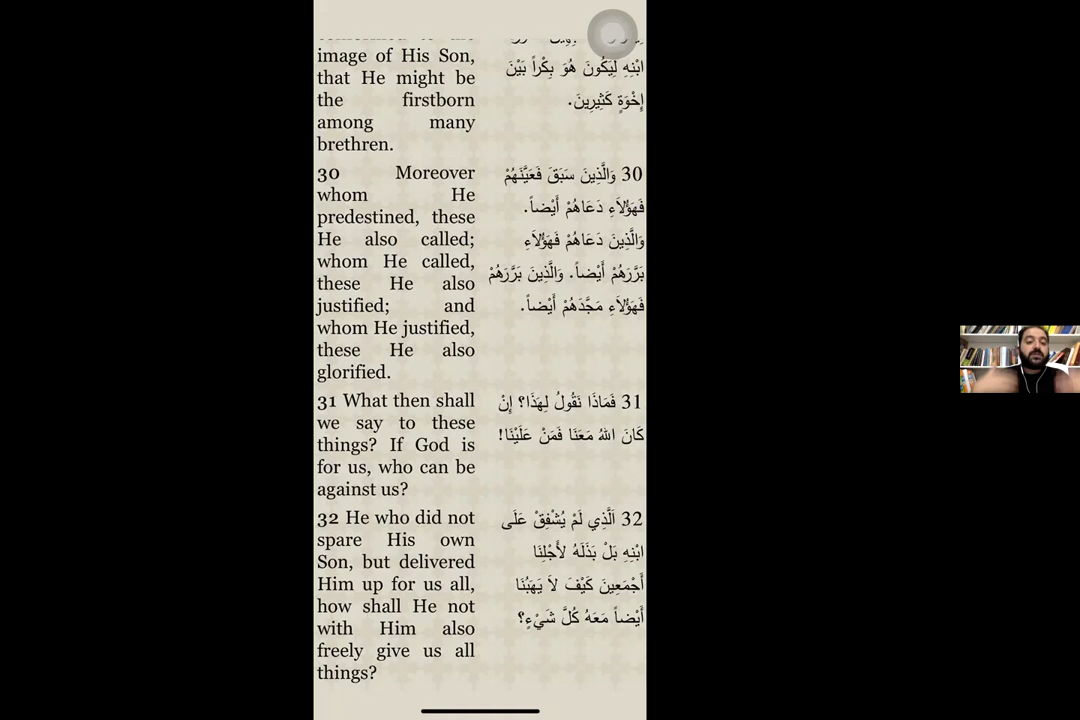 image of His Son,
that He might be
the firstborn
among many
brethren.
30 Moreover
whom He
predestined, these
He also called;
whom He called,
these He also
justified; and
whom He justified,
these He also
glorified.
31 What then shall
we say to these
things? If God is
for us, who can be
against us?
32 He who did not
spare His own
Son, but delivered
Him up for us all,
how shall He not
with Him also
freely give us all
things?
ابْنِهِ لِيَكُونَ هُوَ بِكْراً بَيْنَ
إِخْوَةٍ كَثِيرِينَ.
30 وَالَّذِينَ سَبَقَ فَعَيَّنَهُمْ
فَهَؤُلاَءِ دَعَاهُمْ أَيْضاً.
وَالَّذِينَ دَعَاهُمْ فَهَؤُلاَءِ
بَرَّرَهُمْ أَيْضاً. وَالَّذِينَ بَرَّرَهُمْ
فَهَؤُلاَءِ مَجَّدَهُمْ أَيْضاً.
31 فَمَاذَا نَقُولُ لِهَذَا؟ إِنْ
كَانَ اللهُ مَعَنَا فَمَنْ عَلَيْنَا!
32 اَلَّذِي لَمْ يُشْفِقْ عَلَى
ابْنِهِ بَلْ بَذَلَهُ لأَجْلِنَا
أَجْمَعِينَ كَيْفَ لاَ يَهَبُنَا
أَيْضاً مَعَهُ كُلَّ شَيْءٍ؟